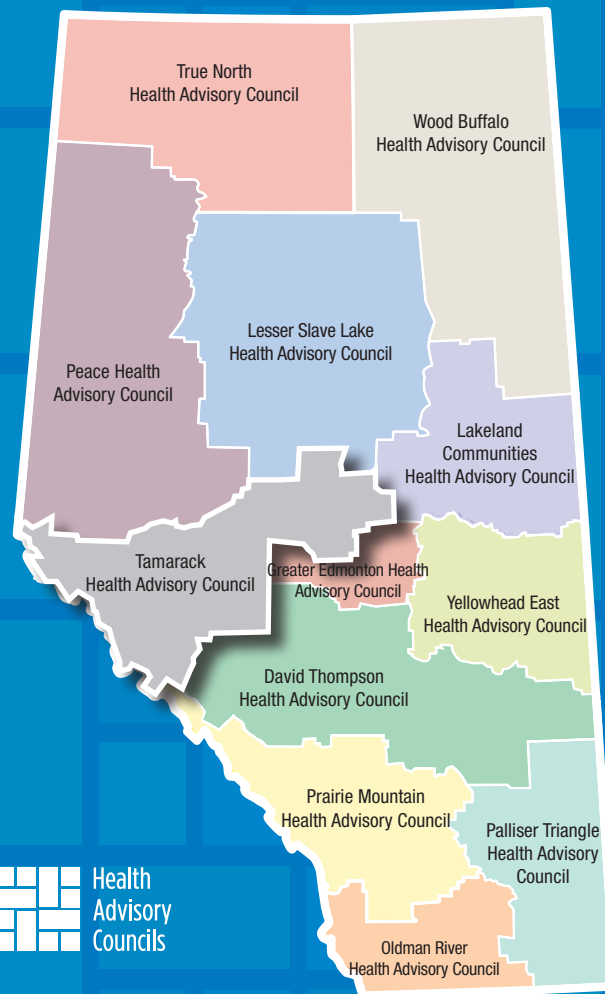 True North
Health Advisory Council
Wood Buffalo
Health Advisory Council
Lesser Slave Lake
Health Advisory Council
Peace Health
Advisory Council
Lakeland
Communities
Health Advisory Council
Tamarack
Health Advisory Council
Greater Edmonton Health
Advisory Council
Yellowhead East
Health Advisory Council
David Thompson
Health Advisory Council
Prairie Mountain
Health Advisory Council
Palliser Triangle
Health Advisory
Council
Oldman River
Health Advisory Council
Health
Advisory
Councils